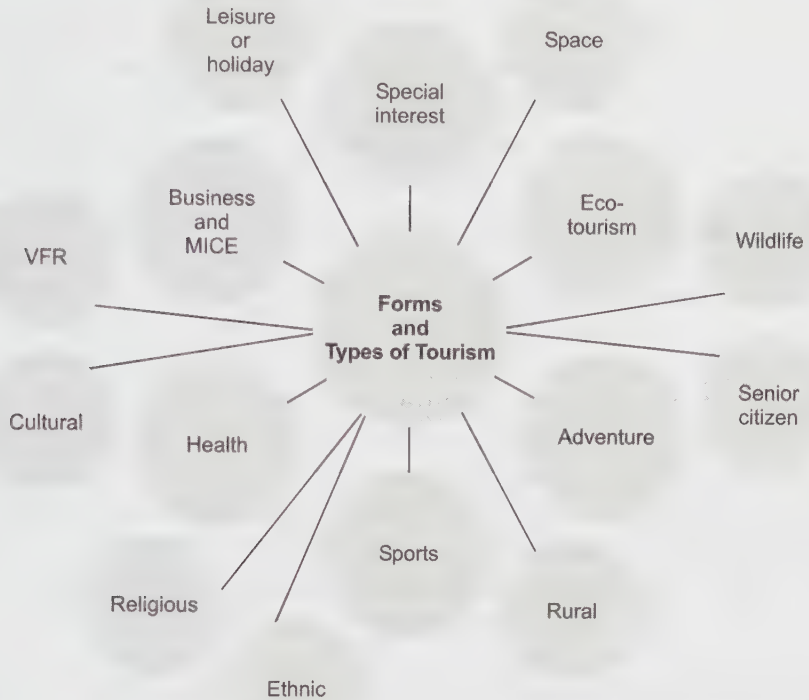 Leisure
or
holiday
Space
Special
interest
Business
and
MICE
Eco-
tourism
VFR
Wildlife
Forms
and
Types of Tourism
Cultural
Health
Adventure
Senior
citizen
Sports
Religious
Rural
Ethnic